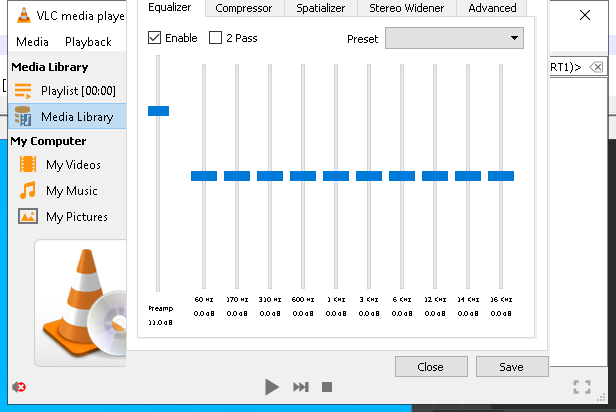 VLC media playe
Equalizer Compressor Spatializer Stereo Widener Advanced
Media Playback
Enable 2 Pass Preset
Media Library
RT1)>
Playlist [00:00]
Media Library
My Computer
My Videos
My Music
My Pictures
60 Hz 170 Hz 310 Hz 600 Hz 1 KHz 3 KHz 6 KHz 12 KHz 14 KHz 16 KHz
Preamp
0.0 dB 0.0 dB 0.0 dB 0.0 dB 0.0 dB 0.0 dB 0.0 dB 0.0 dB 0.0 dB 0.0 dB
Close Save